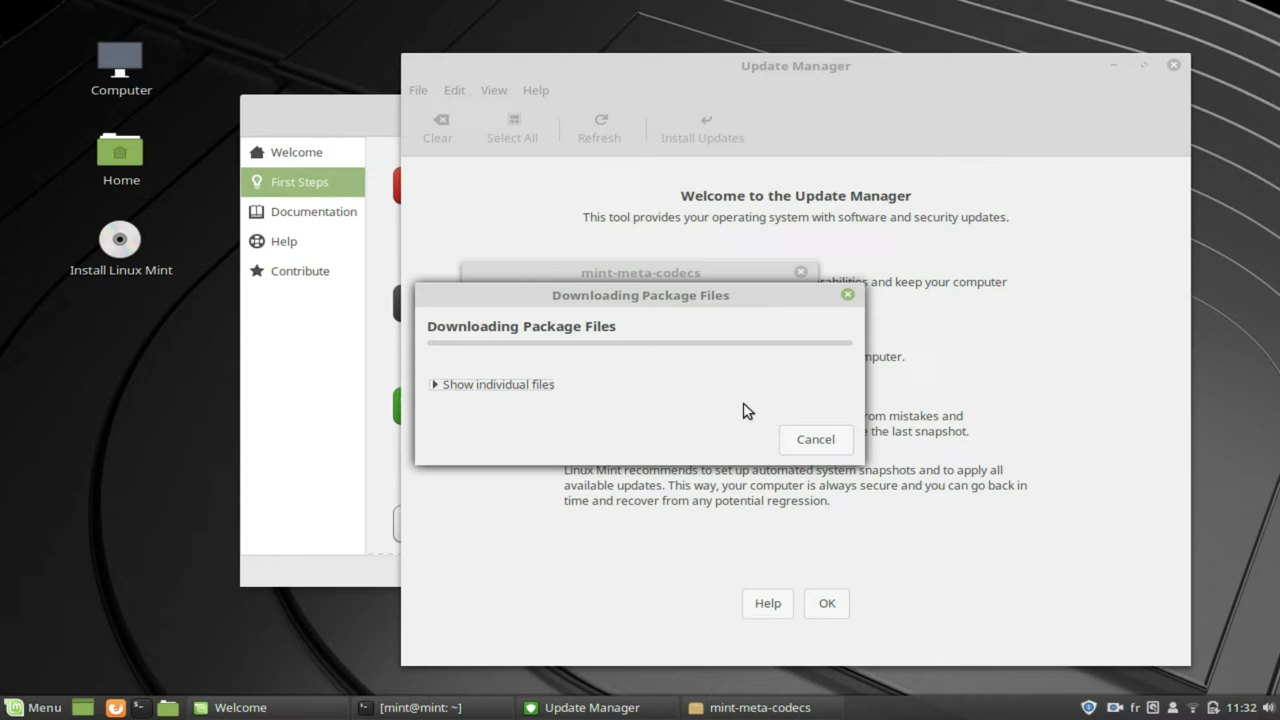 Computer
Home
Install Linux Mint
Welcome
First Steps
Documentation
Help
Contribute
Update Manager
File Edit View Help
Clear Select All Refresh Install Updates
Welcome to the Update Manager
This tool provides your operating system with software and security updates.
and keep your computer
mint-meta-codecs
Downloading Package Files
Downloading Package Files
Show individual files
Cancel
from mistakes and
the last snapshot.
Linux Mint recommends to set up automated system snapshots and to apply all
available updates. This way, your computer is always secure and you can go back in
time and recover from any potential regression.
Help OK
Menu Welcome [mint@mint: ~] Update Manager mint-meta-codecs fr 11:32